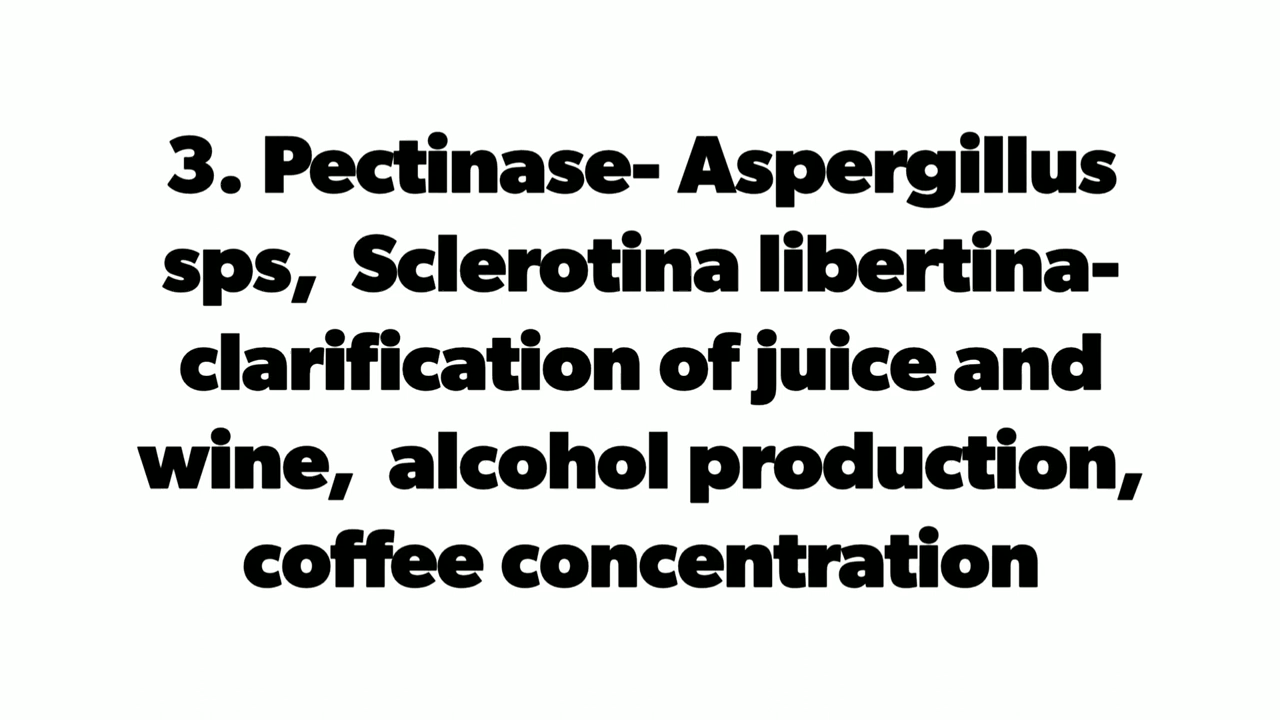 3. Pectinase- Aspergillus
sps,  Sclerotina libertina-
clarification of juice and
wine,  alcohol production,
coffee concentration